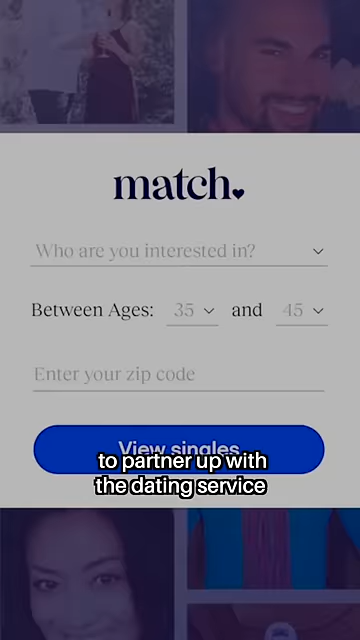 match
Who are you interested in?
Between Ages: 35 and 45
Enter your zip code
View singles
to partner up with
the dating service